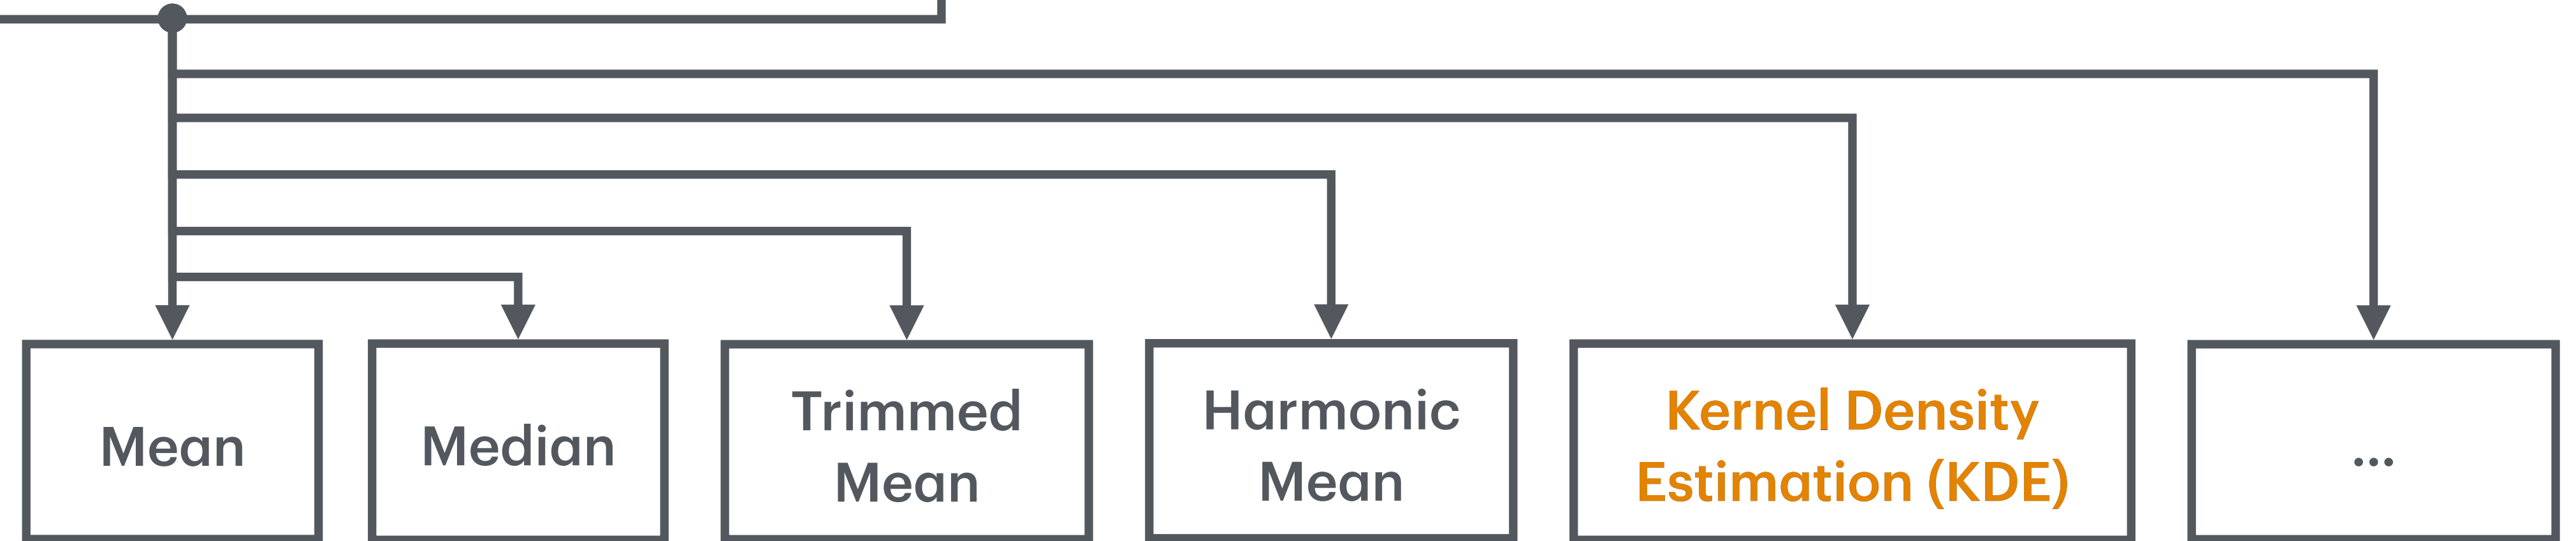 Mean
Median
Trimmed
Mean
Harmonic
Mean
Kernel Density
Estimation (KDE)
...